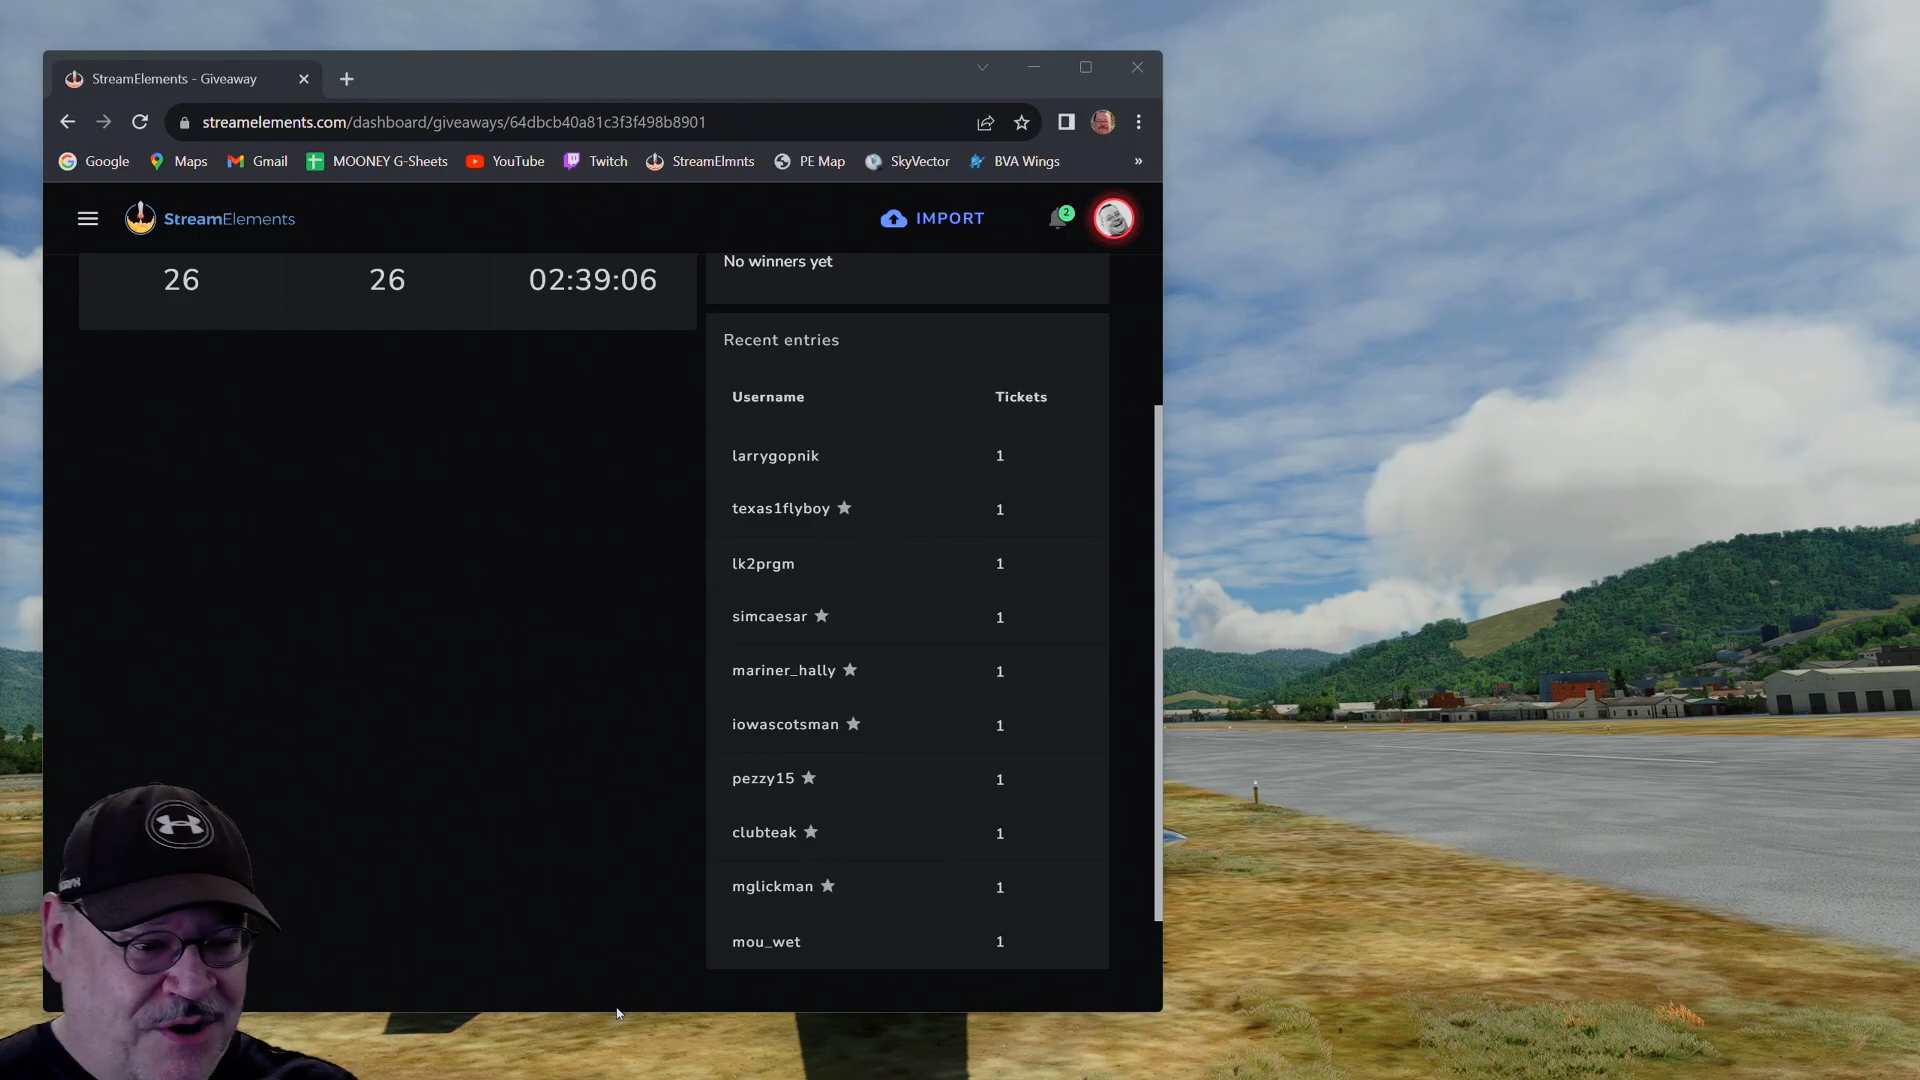 StreamElements - Giveaway
streamelements.com/dashboard/giveaways/64dbcb40a81c3f3f498b8901
Google Maps Gmail MOONEY G-Sheets YouTube Twitch StreamElmnts PE Map SkyVector BVA Wings »
StreamElements IMPORT 2
26 26 02:39:06
No winners yet
Recent entries
Username Tickets
larrygopnik 1
texas1flyboy 1
lk2prgm 1
simcaesar 1
mariner_hally 1
iowascotsman 1
pezzy15 1
clubteak 1
mglickman 1
mou_wet 1